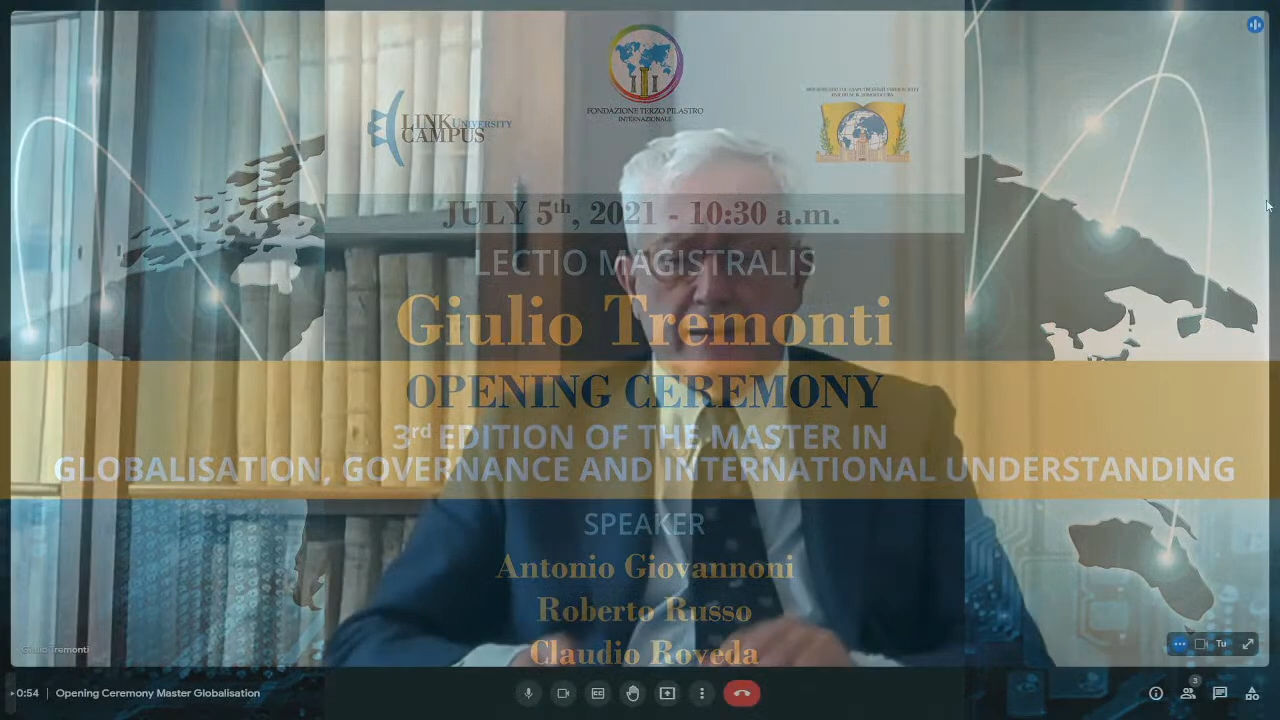 LINK UNIVERSITY
CAMPUS
FONDAZIONE TERZO PILASTRO
INTERNAZIONALE
JULY 5th, 2021 - 10:30 a.m.
LECTIO MAGISTRALIS
Giulio Tremonti
OPENING CEREMONY
3rd EDITION OF THE MASTER IN
GLOBALISATION, GOVERNANCE AND INTERNATIONAL UNDERSTANDING
SPEAKER
Antonio Giovannoni
Roberto Russo
Claudio Roveda
Giulio Tremonti
Tu
0:54 | Opening Ceremony Master Globalisation
3